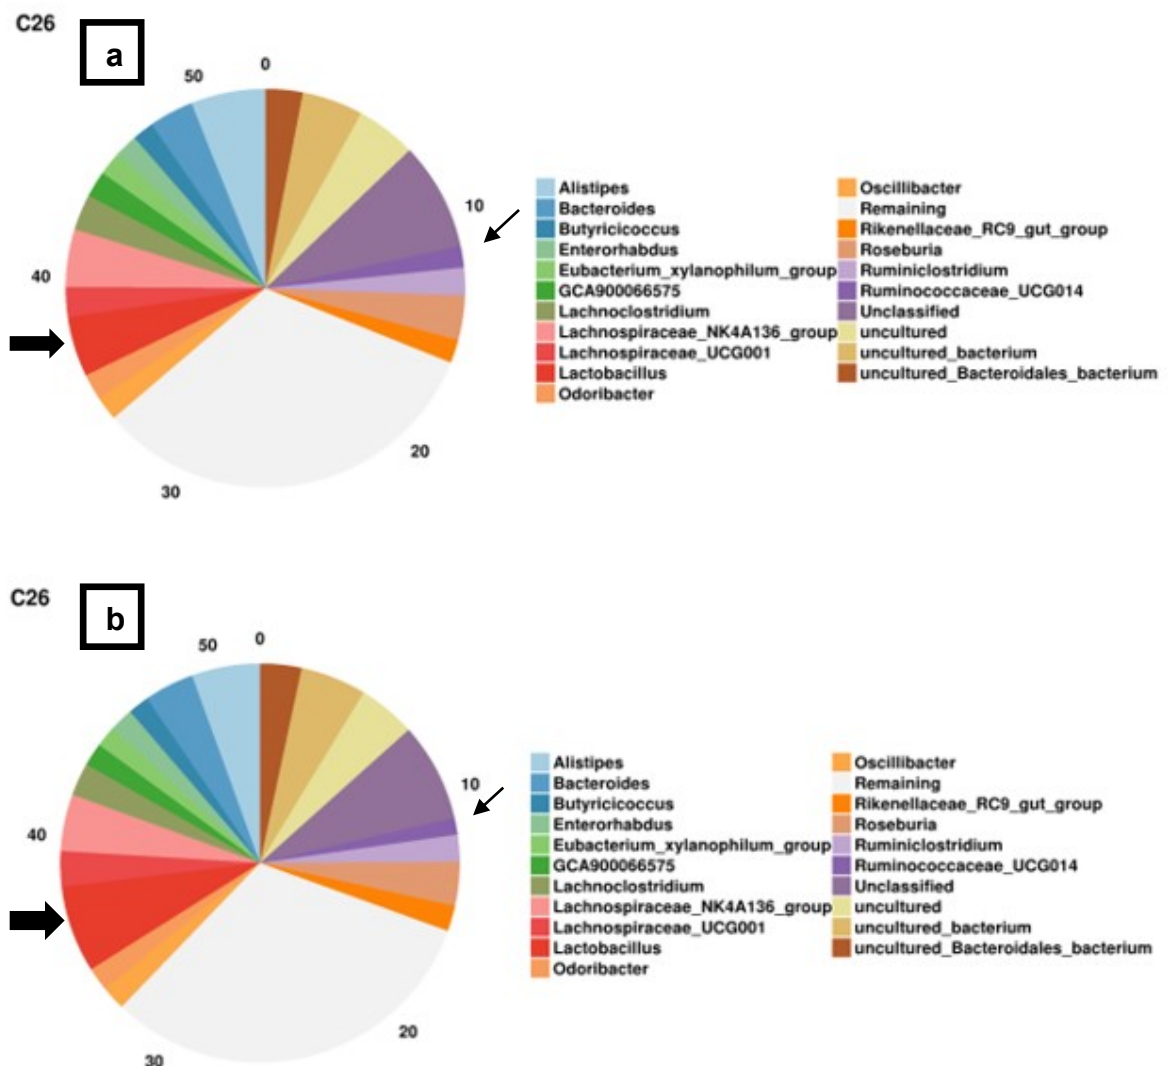 C26
a
0
50
10
40
20
30
Alistipes
Bacteroides
Butyricicoccus
Enterorhabdus
Eubacterium_xylanophilum_group
GCA900066575
Lachnoclostridium
Lachnospiraceae_NK4A136_group
Lachnospiraceae_UCG001
Lactobacillus
Odoribacter
Oscillibacter
Remaining
Rikenellaceae_RC9_gut_group
Roseburia
Ruminiclostridium
Ruminococcaceae_UCG014
Unclassified
uncultured
uncultured_bacterium
uncultured_Bacteroidales_bacterium
C26
b
0
50
10
40
20
30
Alistipes
Bacteroides
Butyricicoccus
Enterorhabdus
Eubacterium_xylanophilum_group
GCA900066575
Lachnoclostridium
Lachnospiraceae_NK4A136_group
Lachnospiraceae_UCG001
Lactobacillus
Odoribacter
Oscillibacter
Remaining
Rikenellaceae_RC9_gut_group
Roseburia
Ruminiclostridium
Ruminococcaceae_UCG014
Unclassified
uncultured
uncultured_bacterium
uncultured_Bacteroidales_bacterium